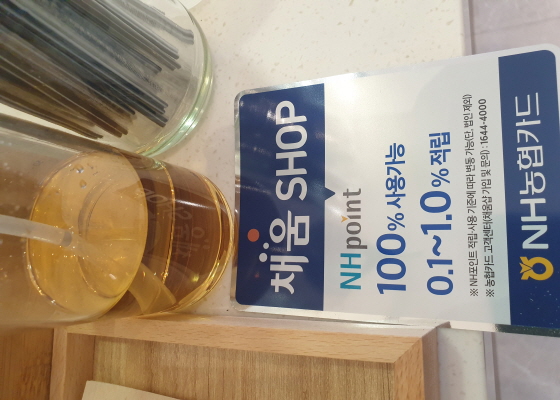 채움 SHOP
NHpoint
100% 사용가능
0.1~1.0% 적립
※ NH포인트 적립/사용 기준에 따라 변동 가능(단, 법인 제외)
※ 농협카드 고객센터(채움샵 가입 및 문의) : 1644-4000
NH농협카드